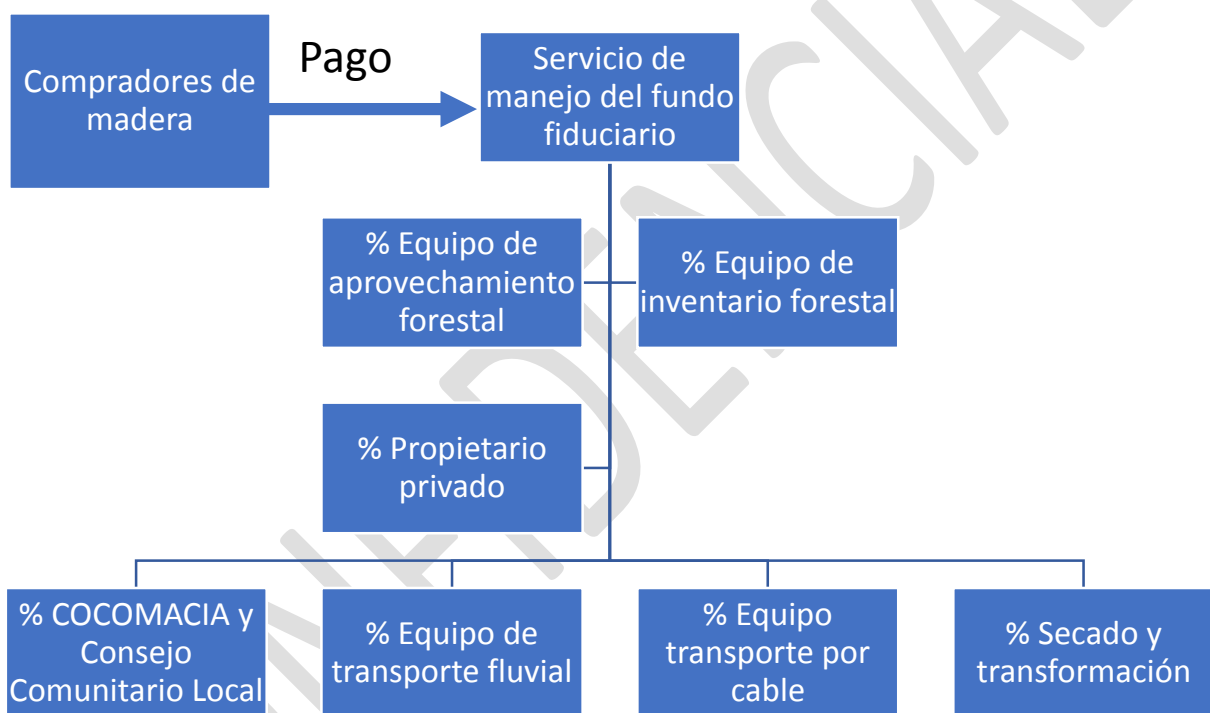 Compradores de
madera
Pago
Servicio de
manejo del fundo
fiduciario
% Equipo de
aprovechamiento
forestal
% Equipo de
inventario forestal
% Propietario
privado
% COCOMACIA y
Consejo
Comunitario Local
% Equipo de
transporte fluvial
% Equipo
transporte por
cable
% Secado y
transformación